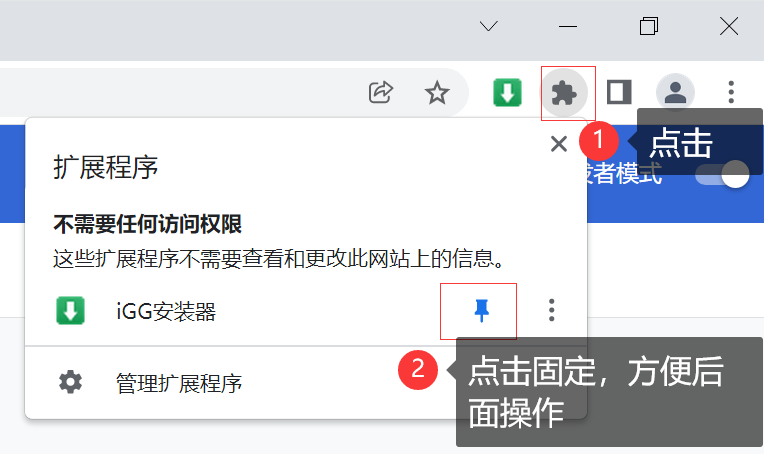 1
点击
发者模式
扩展程序
不需要任何访问权限
这些扩展程序不需要查看和更改此网站上的信息。
iGG安装器
2
点击固定，方便后
面操作
管理扩展程序